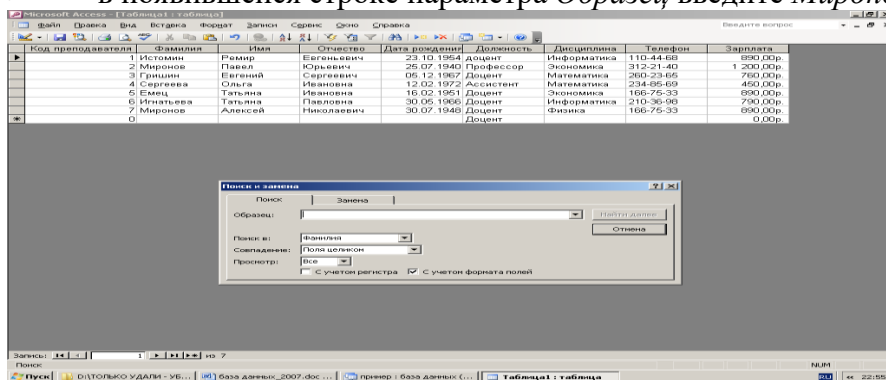 в появившейся строке параметра Образец введите Мироно
Microsoft Access - [Таблица1 : таблица]
Файл Правка Вид Вставка Формат Записи Сервис Окно Справка Введите вопрос
Код преподавателя Фамилия Имя Отчество Дата рождения Должность Дисциплина Телефон Зарплата
1 Истомин Ремир Евгеньевич 23.10.1954 доцент Информатика 110-44-68 890,00р.
2 Миронов Павел Юрьевич 25.07.1940 Профессор Экономика 312-21-40 1 200,00р.
3 Гришин Евгений Сергеевич 05.12.1967 Доцент Математика 260-23-65 760,00р.
4 Сергеева Ольга Ивановна 12.02.1972 Ассистент Математика 234-85-69 450,00р.
5 Емец Татьяна Ивановна 16.02.1951 Доцент Экономика 166-75-33 890,00р.
6 Игнатьева Татьяна Павловна 30.05.1966 Доцент Информатика 210-36-98 790,00р.
7 Миронов Алексей Николаевич 30.07.1948 Доцент Физика 166-75-33 890,00р.
0 Доцент 0,00р.
Поиск и замена
Поиск Замена
Образец: Найти далее
Отмена
Поиск в: Фамилия
Совпадение: Поля целиком
Просмотр: Все
С учетом регистра С учетом формата полей
Запись: 1 из 7
Поиск NUM
Пуск D:\ТОЛЬКО УДАЛИ - УБ... база данных_2007.doc ... пример : база данных (... Таблица1 : таблица RU 22:55